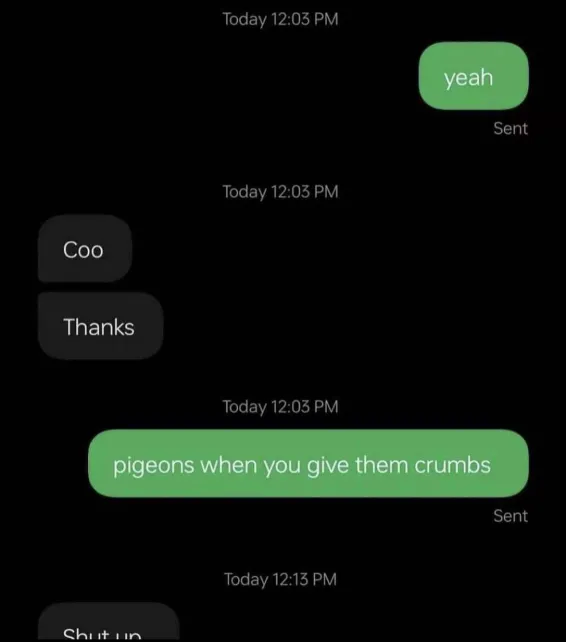 Today 12:03 PM
yeah
Sent
Today 12:03 PM
Coo
Thanks
Today 12:03 PM
pigeons when you give them crumbs
Sent
Today 12:13 PM
Shut up